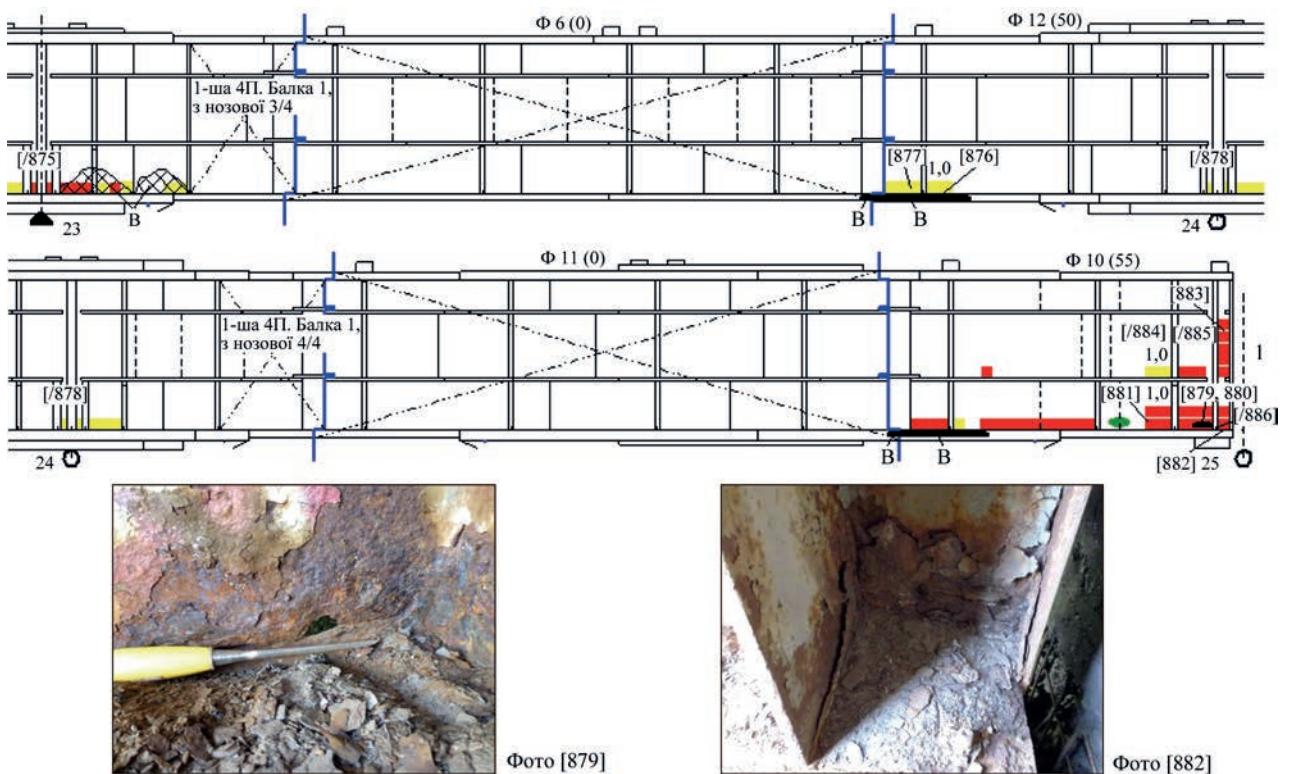 Ф 6 (0)
Ф 12 (50)
1-ша 4П. Балка 1,
з нозової 3/4
[/875]
[877]
[876]
1,0
[/878]
В
В
В
23
24
Ф 11 (0)
Ф 10 (55)
1-ша 4П. Балка 1,
з нозової 4/4
[883]
[/884]
[/885]
1,0
1
[/878]
[881] 1,0
[879, 880]
[/886]
В
В
24
[882] 25
Фото [879]
Фото [882]